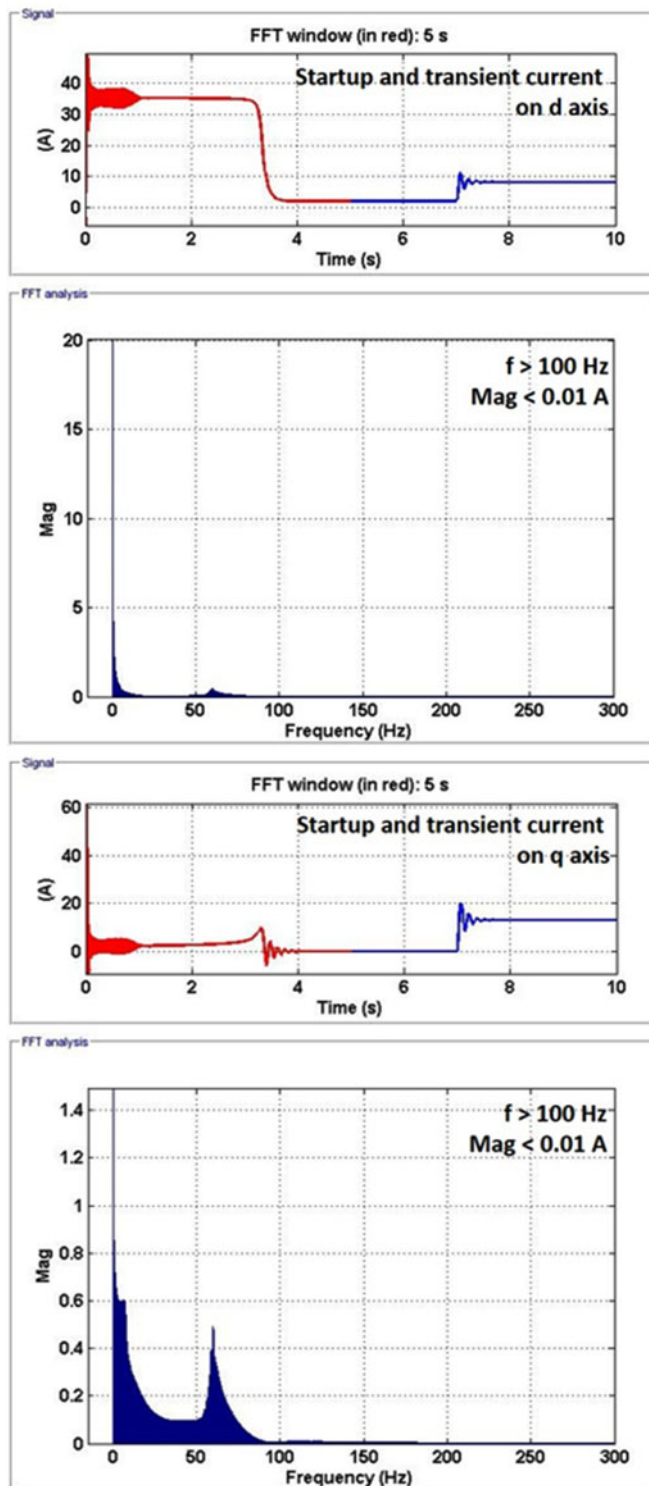 Signal
FFT window (in red): 5 s
Startup and transient current
on d axis
40
30
20
10
0
(A)
0 2 4 6 8 10
Time (s)
FFT analysis
f > 100 Hz
Mag < 0.01 A
20
15
10
5
0
Mag
0 50 100 150 200 250 300
Frequency (Hz)
Signal
FFT window (in red): 5 s
Startup and transient current
on q axis
60
40
20
0
(A)
0 2 4 6 8 10
Time (s)
FFT analysis
f > 100 Hz
Mag < 0.01 A
1.4
1.2
1
0.8
0.6
0.4
0.2
0
Mag
0 50 100 150 200 250 300
Frequency (Hz)